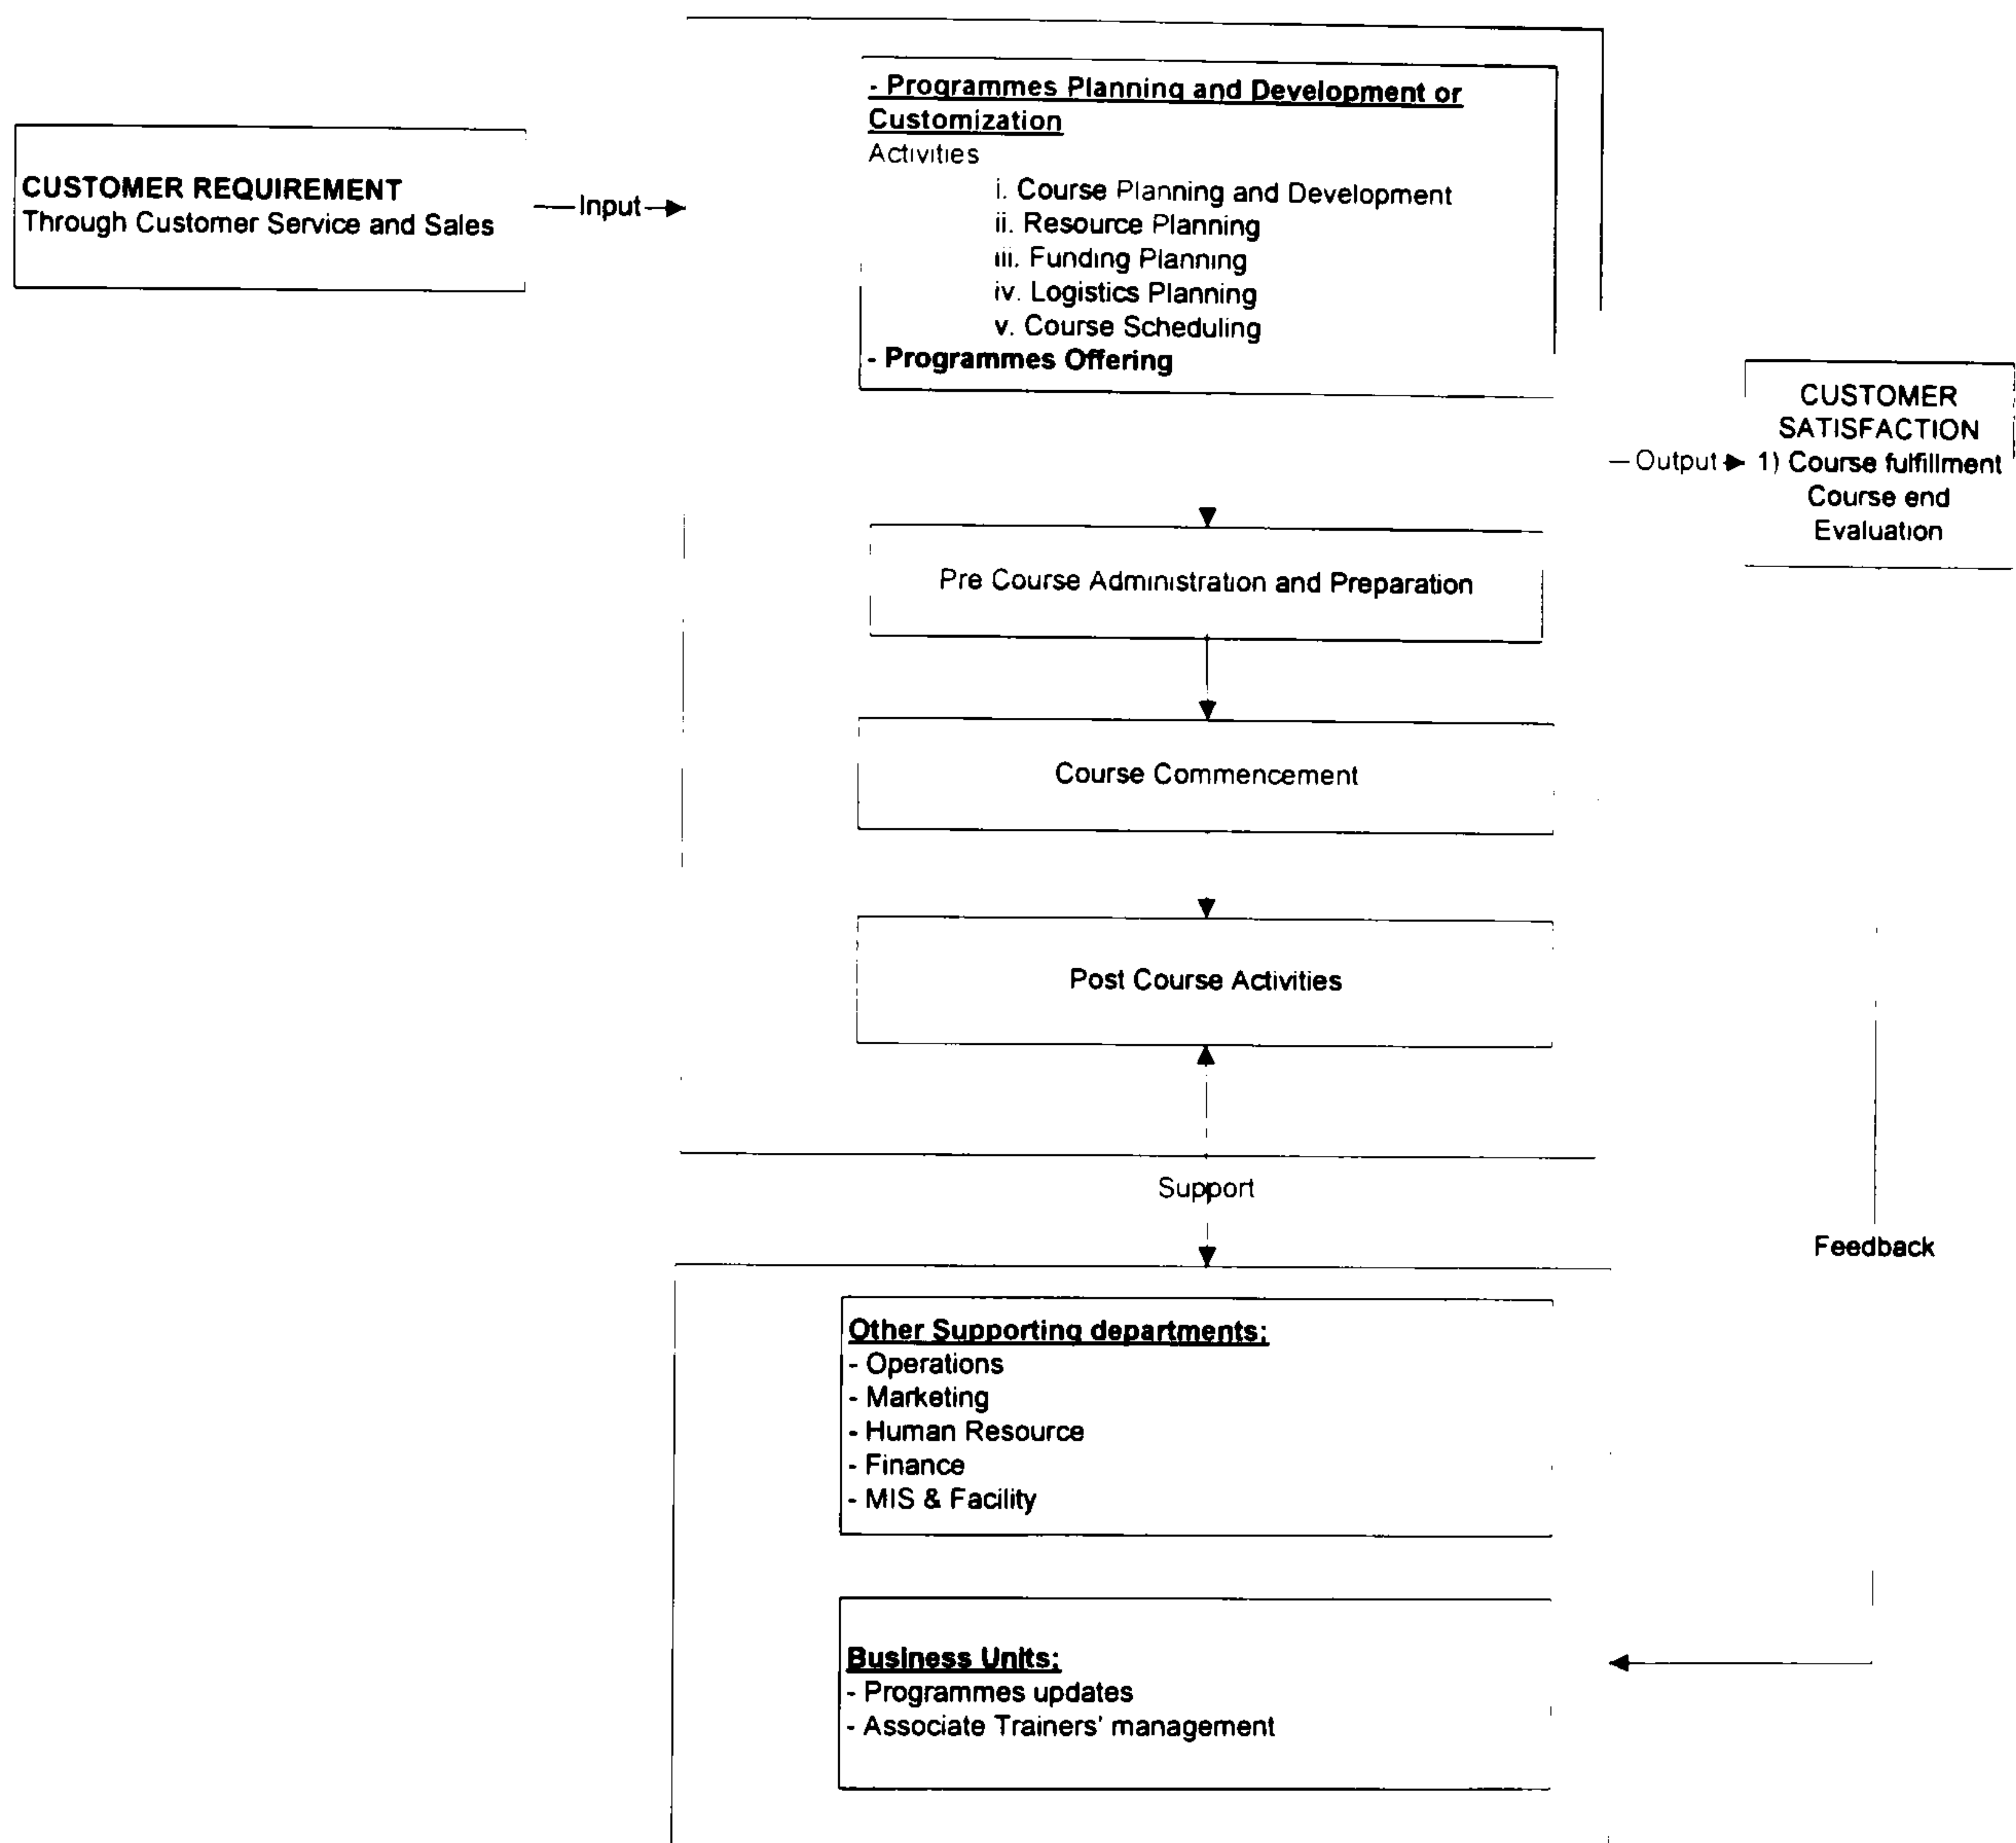 - Programmes Planning and Development or
Customization
Activities
i. Course Planning and Development
ii. Resource Planning
iii. Funding Planning
iv. Logistics Planning
v. Course Scheduling
- Programmes Offering
CUSTOMER REQUIREMENT
Through Customer Service and Sales
Input
Output
CUSTOMER
SATISFACTION
1) Course fulfillment
Course end
Evaluation
Pre Course Administration and Preparation
Course Commencement
Post Course Activities
Support
Feedback
Other Supporting departments:
- Operations
- Marketing
- Human Resource
- Finance
- MIS & Facility
Business Units:
- Programmes updates
- Associate Trainers' management